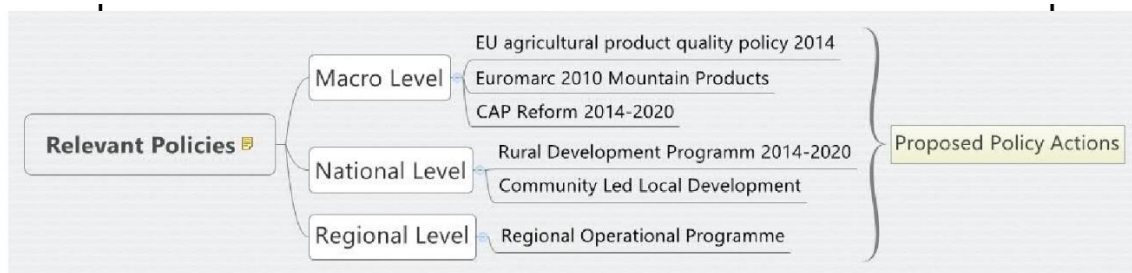 Relevant Policies
Macro Level
EU agricultural product quality policy 2014
Euromarc 2010 Mountain Products
CAP Reform 2014-2020
National Level
Rural Development Programm 2014-2020
Community Led Local Development
Regional Level
Regional Operational Programme
Proposed Policy Actions